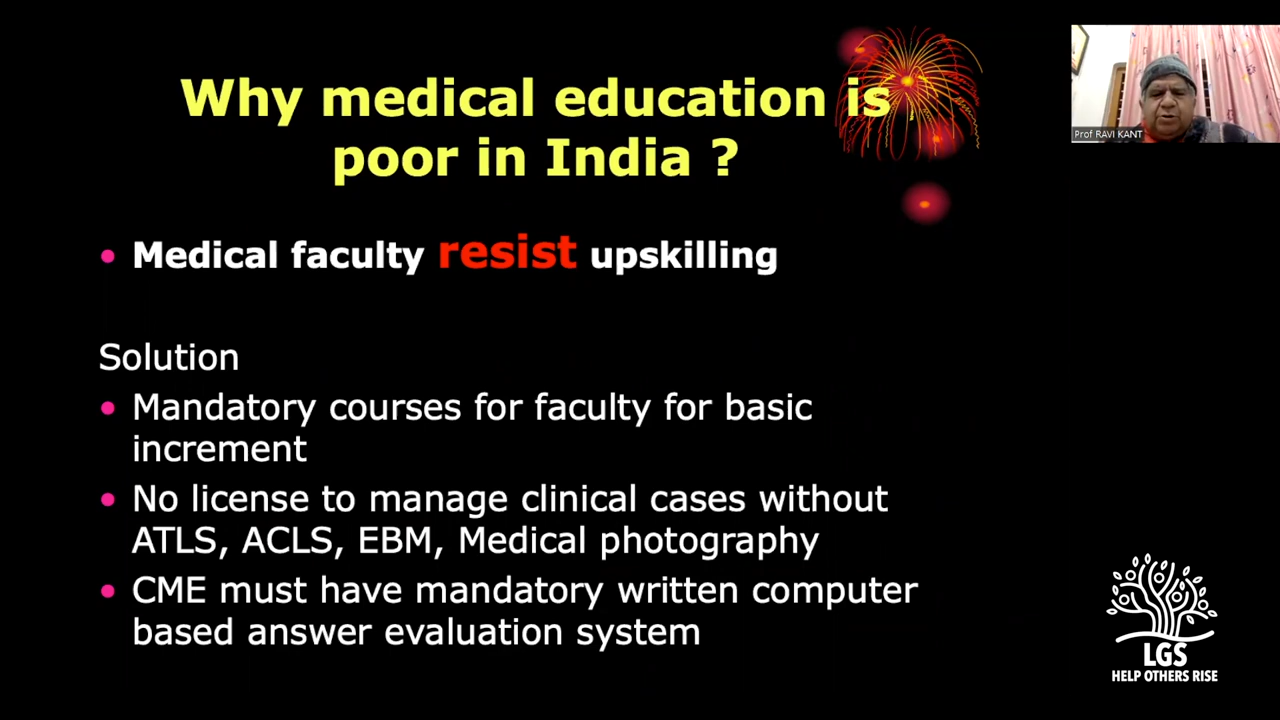 Why medical education is
poor in India ?
Prof RAVI KANT
• Medical faculty resist upskilling
Solution
• Mandatory courses for faculty for basic
increment
• No license to manage clinical cases without
ATLS, ACLS, EBM, Medical photography
• CME must have mandatory written computer
based answer evaluation system
LGS
HELP OTHERS RISE